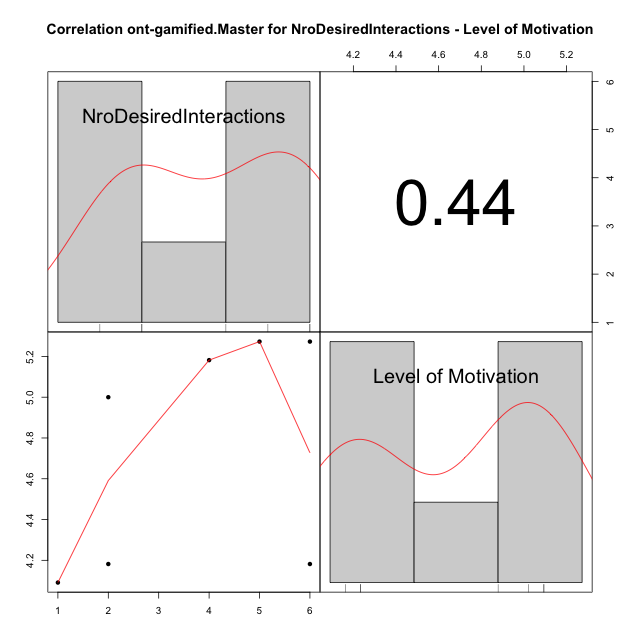 Correlation ont-gamified.Master for NroDesiredInteractions - Level of Motivation
4.2 4.4 4.6 4.8 5.0 5.2
NroDesiredInteractions
0.44
6
5
4
3
2
1
5.2
5.0
4.8
4.6
4.4
4.2
Level of Motivation
1 2 3 4 5 6